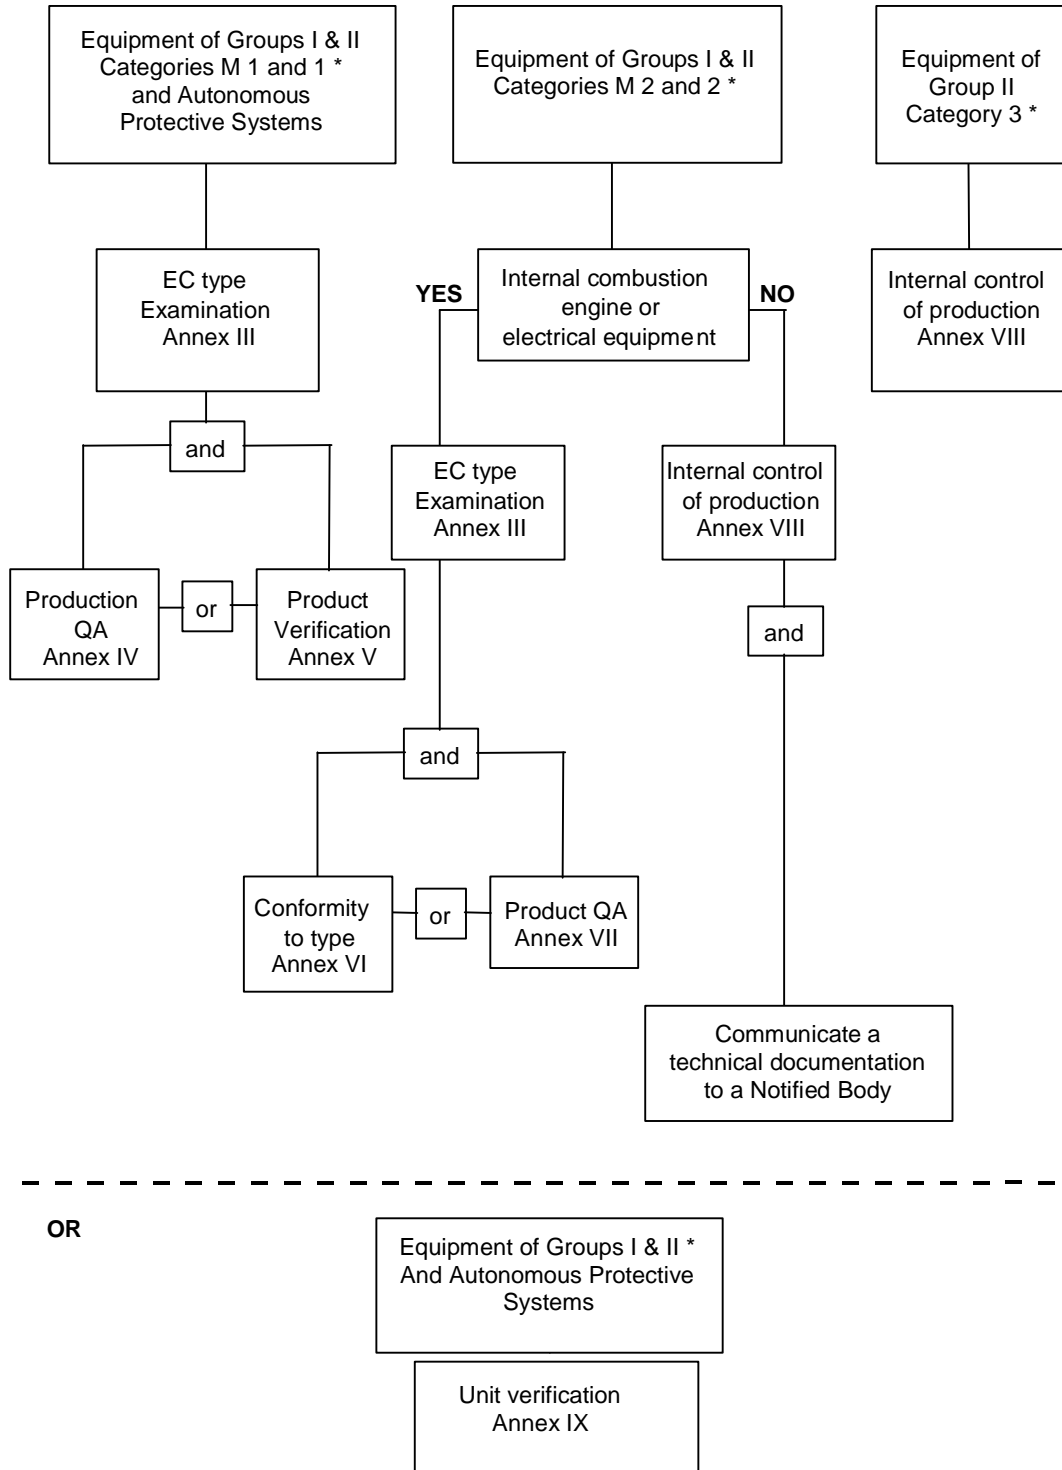 Equipment of Groups I & II
Categories M 1 and 1 *
and Autonomous
Protective Systems
Equipment of Groups I & II
Categories M 2 and 2 *
Equipment of
Group II
Category 3 *
EC type
Examination
Annex III
YES
Internal combustion
engine or
electrical equipment
NO
Internal control
of production
Annex VIII
and
EC type
Examination
Annex III
Internal control
of production
Annex VIII
Production
QA
Annex IV
or
Product
Verification
Annex V
and
and
Conformity
to type
Annex VI
or
Product QA
Annex VII
Communicate a
technical documentation
to a Notified Body
OR
Equipment of Groups I & II *
And Autonomous Protective
Systems
Unit verification
Annex IX